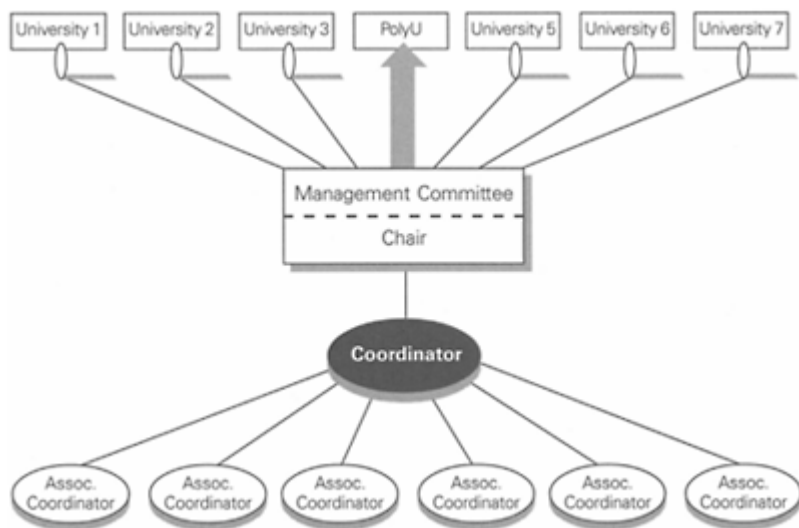 University 1
University 2
University 3
PolyU
University 5
University 6
University 7
Management Committee
Chair
Coordinator
Assoc.
Coordinator
Assoc.
Coordinator
Assoc.
Coordinator
Assoc.
Coordinator
Assoc.
Coordinator
Assoc.
Coordinator